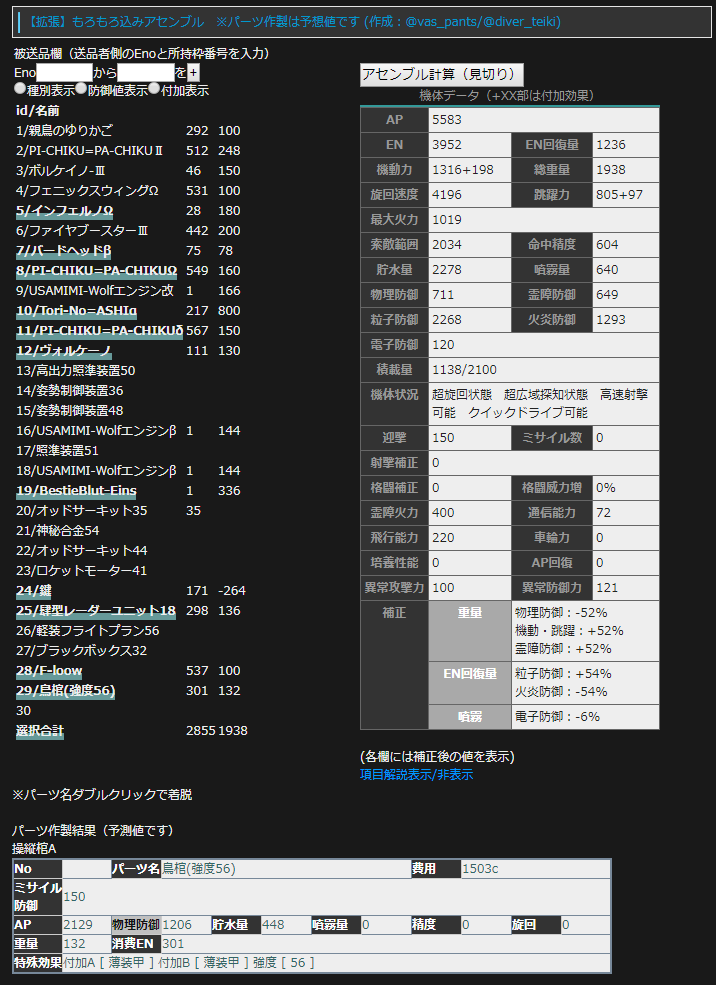 【拡張】もろもろ込みアセンブル ※パーツ作製は予想値です (作成：@vas_pants/@diver_teiki)
被送品欄（送品者側のEnoと所持枠番号を入力）
Eno から を +
種別表示 防御値表示 付加表示
id/名前
1/親鳥のゆりかご 292 100
2/PI-CHIKU=PA-CHIKUⅡ 512 248
3/ボルケイノ-Ⅲ 46 150
4/フェニックスウィングΩ 531 100
5/インフェルノΩ 28 180
6/ファイヤブースターⅢ 442 200
7/バードヘッドβ 75 78
8/PI-CHIKU=PA-CHIKUΩ 549 160
9/USAMIMI-Wolfエンジン改 1 166
10/Tori-No=ASHIα 217 800
11/PI-CHIKU=PA-CHIKUδ 567 150
12/ヴォルケーノ 111 130
13/高出力照準装置50
14/姿勢制御装置36
15/姿勢制御装置48
16/USAMIMI-Wolfエンジンβ 1 144
17/照準装置51
18/USAMIMI-Wolfエンジンβ 1 144
19/BestieBlut-Eins 1 336
20/オッドサーキット35 35
21/神秘合金54
22/オッドサーキット44
23/ロケットモーター41
24/鍵 171 -264
25/肆型レーダーユニット18 298 136
26/軽装フライトプラン56
27/ブラックボックス32
28/F-loow 537 100
29/鳥棺(強度56) 301 132
30
選択合計 2855 1938
※パーツ名ダブルクリックで着脱
アセンブル計算（見切り）
機体データ（+XX部は付加効果）
AP 5583
EN 3952 EN回復量 1236
機動力 1316+198 総重量 1938
旋回速度 4196 跳躍力 805+97
最大火力 1019
索敵範囲 2034 命中精度 604
貯水量 2278 噴霧量 640
物理防御 711 霊障防御 649
粒子防御 2268 火炎防御 1293
電子防御 120
積載量 1138/2100
機体状況 超旋回状態 超広域探知状態 高速射撃
可能 クイックドライブ可能
迎撃 150 ミサイル数 0
射撃補正 0
格闘補正 0 格闘威力増 0%
霊障火力 400 通信能力 72
飛行能力 220 車輪力 0
培養性能 0 AP回復 0
異常攻撃力 100 異常防御力 121
補正 重量 物理防御：-52%
機動・跳躍：+52%
霊障防御：+52%
EN回復量 粒子防御：+54%
火炎防御：-54%
噴霧 電子防御：-6%
(各欄には補正後の値を表示)
項目解説表示/非表示
パーツ作製結果（予測値です）
操縦棺A
No パーツ名 鳥棺(強度56) 費用 1503c
ミサイル
防御 150
AP 2129 物理防御 1206 貯水量 448 噴霧量 0 精度 0 旋回 0
重量 132 消費EN 301
特殊効果 付加A [ 薄装甲 ] 付加B [ 薄装甲 ] 強度 [ 56 ]